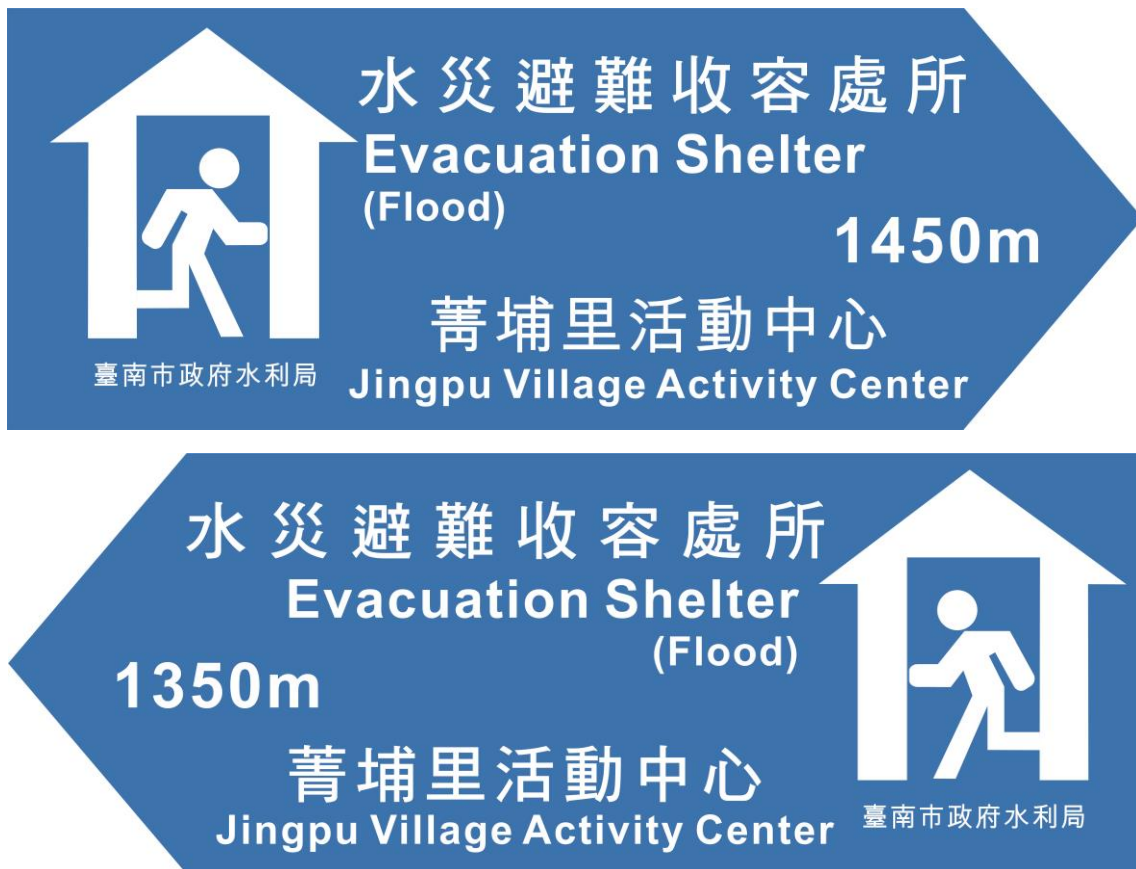 水災避難收容處所
Evacuation Shelter
(Flood)
1450m
菁埔里活動中心
Jingpu Village Activity Center
臺南市政府水利局
水災避難收容處所
Evacuation Shelter
(Flood)
1350m
菁埔里活動中心
Jingpu Village Activity Center
臺南市政府水利局